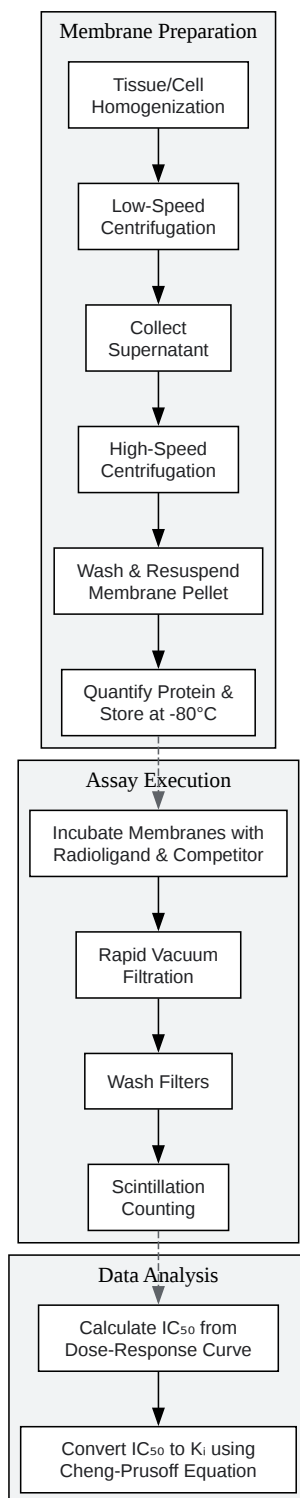 Membrane Preparation
Tissue/Cell
Homogenization
Low-Speed
Centrifugation
Collect
Supernatant
High-Speed
Centrifugation
Wash & Resuspend
Membrane Pellet
Quantify Protein &
Store at -80°C
Assay Execution
Incubate Membranes with
Radioligand & Competitor
Rapid Vacuum
Filtration
Wash Filters
Scintillation
Counting
Data Analysis
Calculate IC₅₀ from
Dose-Response Curve
Convert IC₅₀ to Kᵢ using
Cheng-Prusoff Equation